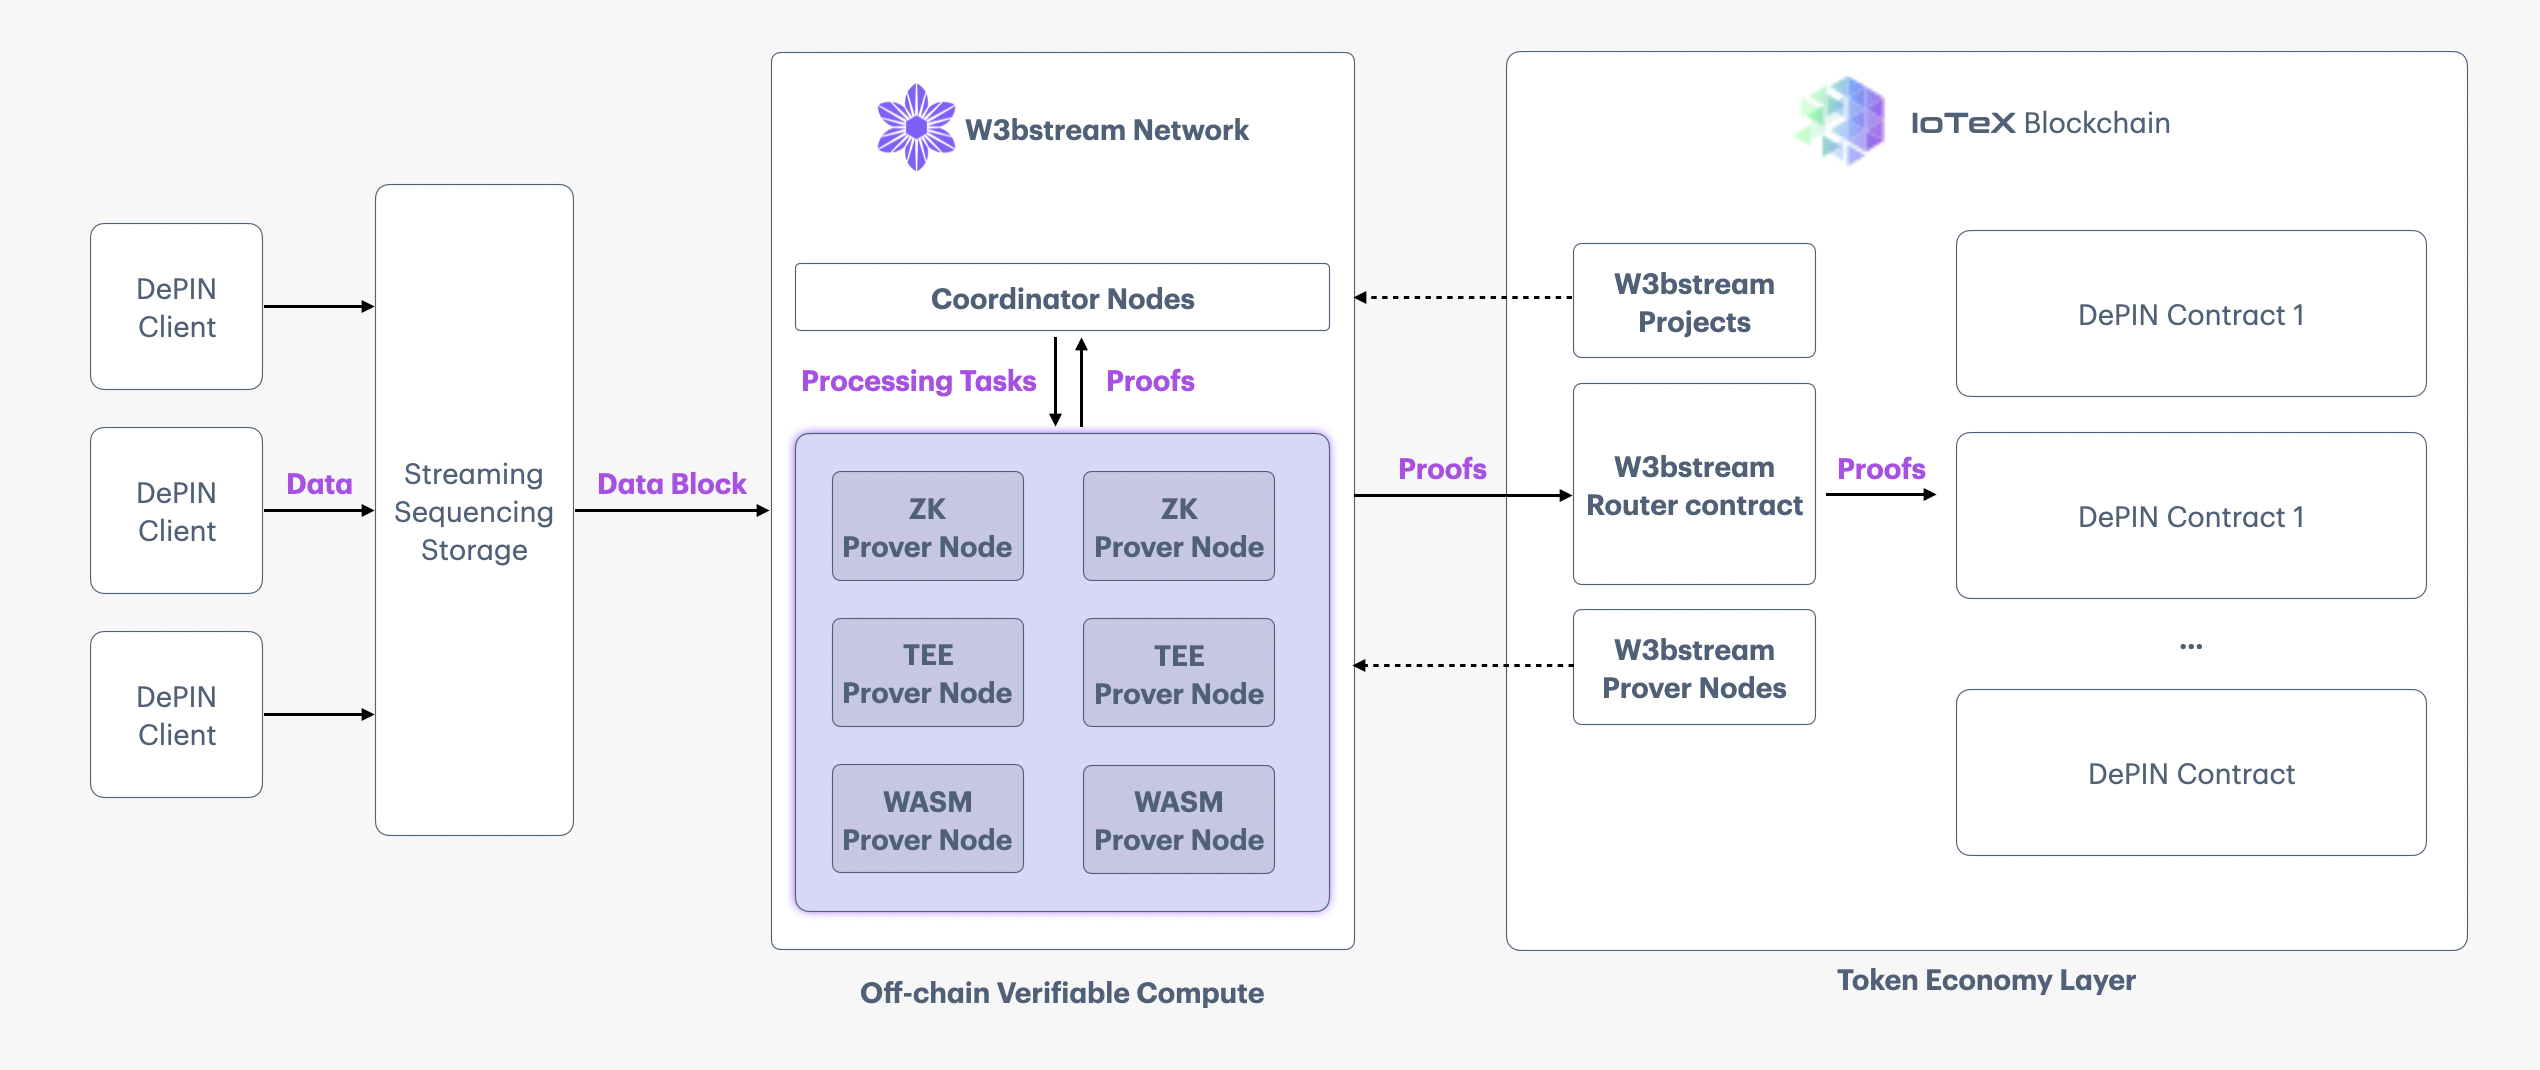 DePIN
Client
DePIN
Client
DePIN
Client
Data
Streaming
Sequencing
Storage
Data Block
W3bstream Network
Coordinator Nodes
Processing Tasks
Proofs
ZK
Prover Node
ZK
Prover Node
TEE
Prover Node
TEE
Prover Node
WASM
Prover Node
WASM
Prover Node
Off-chain Verifiable Compute
Proofs
IoTeX Blockchain
W3bstream
Projects
W3bstream
Router contract
W3bstream
Prover Nodes
Proofs
DePIN Contract 1
DePIN Contract 1
...
DePIN Contract
Token Economy Layer